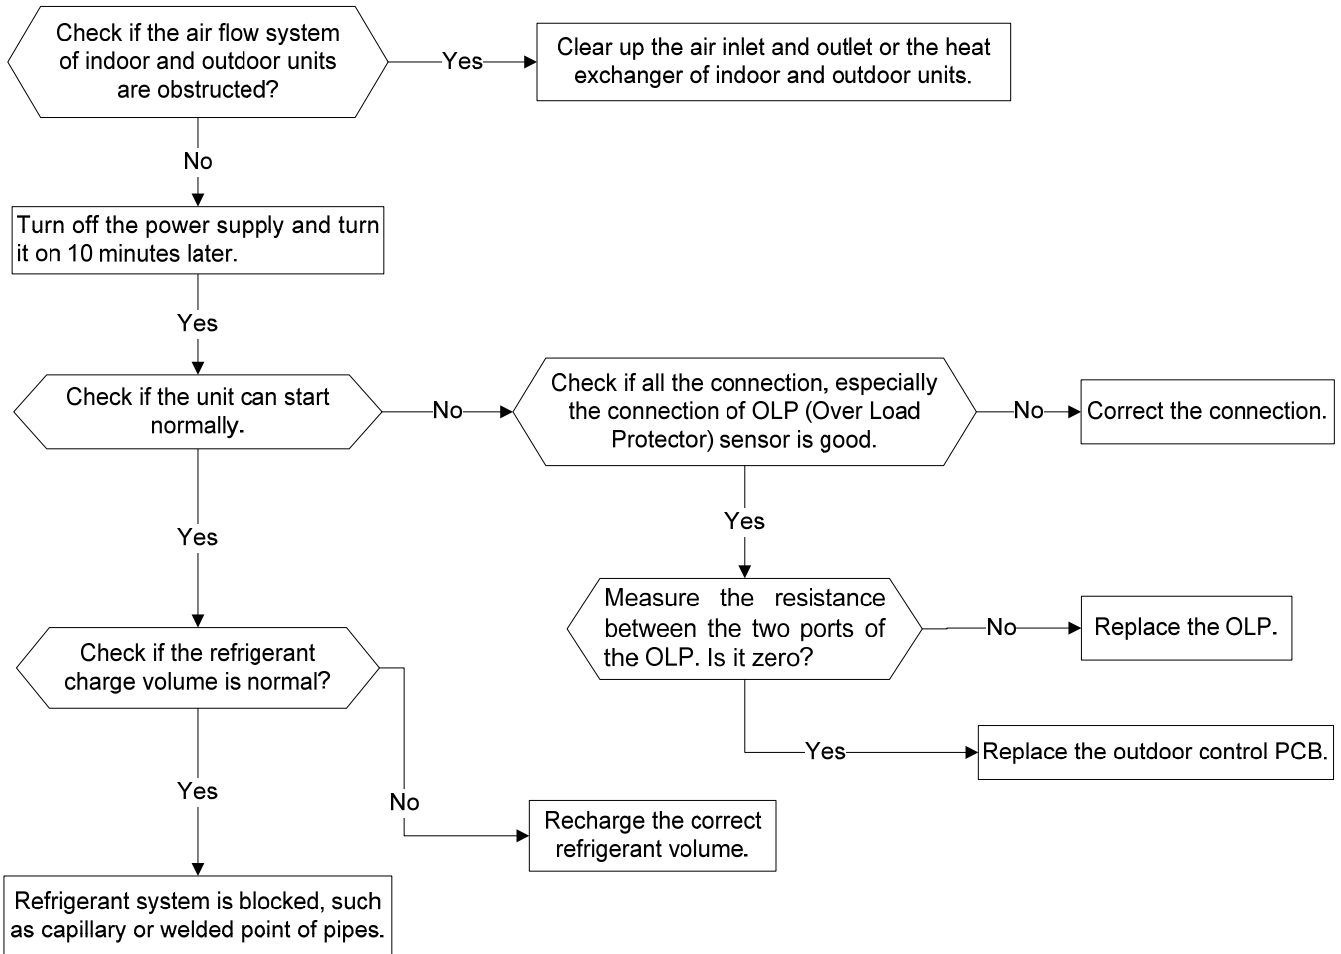 Check if the air flow system
of indoor and outdoor units
are obstructed?
Yes
Clear up the air inlet and outlet or the heat
exchanger of indoor and outdoor units.
No
Turn off the power supply and turn
it on 10 minutes later.
Yes
Check if the unit can start
normally.
No
Check if all the connection, especially
the connection of OLP (Over Load
Protector) sensor is good.
No
Correct the connection.
Yes
Yes
Measure the resistance
between the two ports of
the OLP. Is it zero?
No
Replace the OLP.
Check if the refrigerant
charge volume is normal?
Yes
Replace the outdoor control PCB.
Yes
No
Recharge the correct
refrigerant volume.
Refrigerant system is blocked, such
as capillary or welded point of pipes.